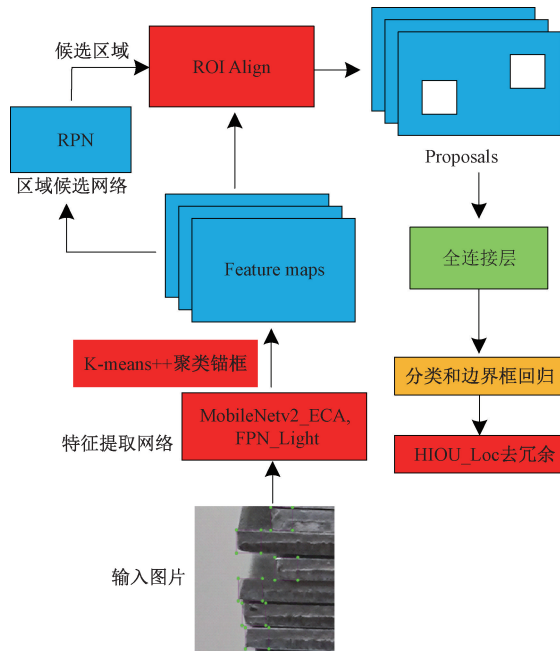 候选区域
ROI Align
RPN
区域候选网络
Proposals
Feature maps
全连接层
K-means++聚类锚框
分类和边界框回归
特征提取网络
MobileNetv2_ECA,
FPN_Light
HIOU_Loc去冗余
输入图片